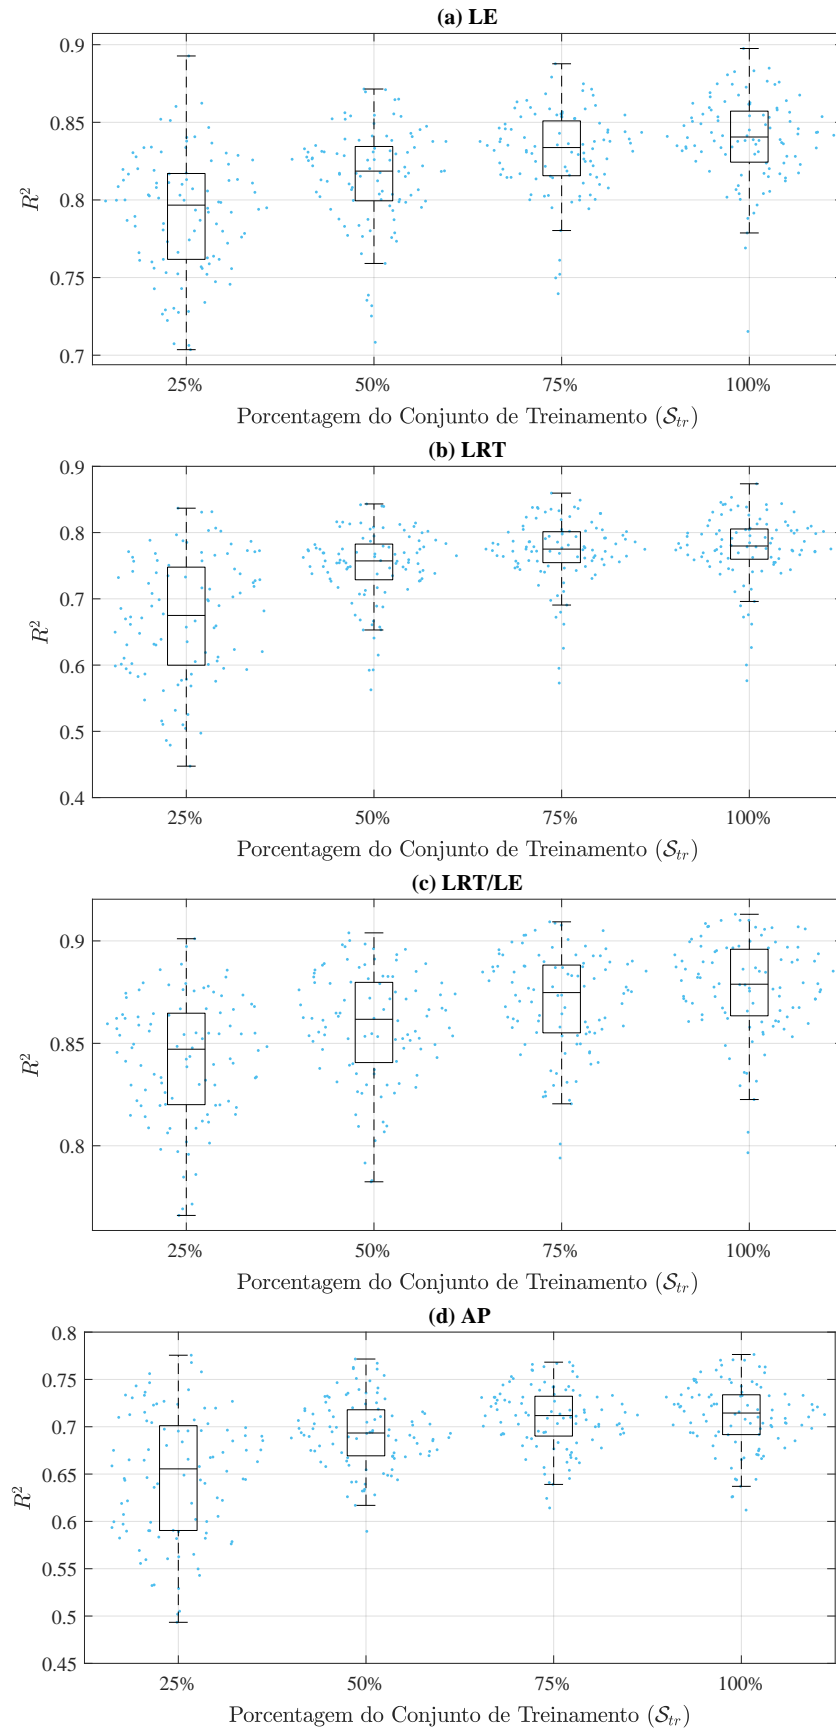 (a) LE
0.9
0.85
0.8
0.75
0.7
R²
25% 50% 75% 100%
Porcentagem do Conjunto de Treinamento (𝒮tr)
(b) LRT
0.9
0.8
0.7
0.6
0.5
0.4
R²
25% 50% 75% 100%
Porcentagem do Conjunto de Treinamento (𝒮tr)
(c) LRT/LE
0.9
0.85
0.8
R²
25% 50% 75% 100%
Porcentagem do Conjunto de Treinamento (𝒮tr)
(d) AP
0.8
0.75
0.7
0.65
0.6
0.55
0.5
0.45
R²
25% 50% 75% 100%
Porcentagem do Conjunto de Treinamento (𝒮tr)